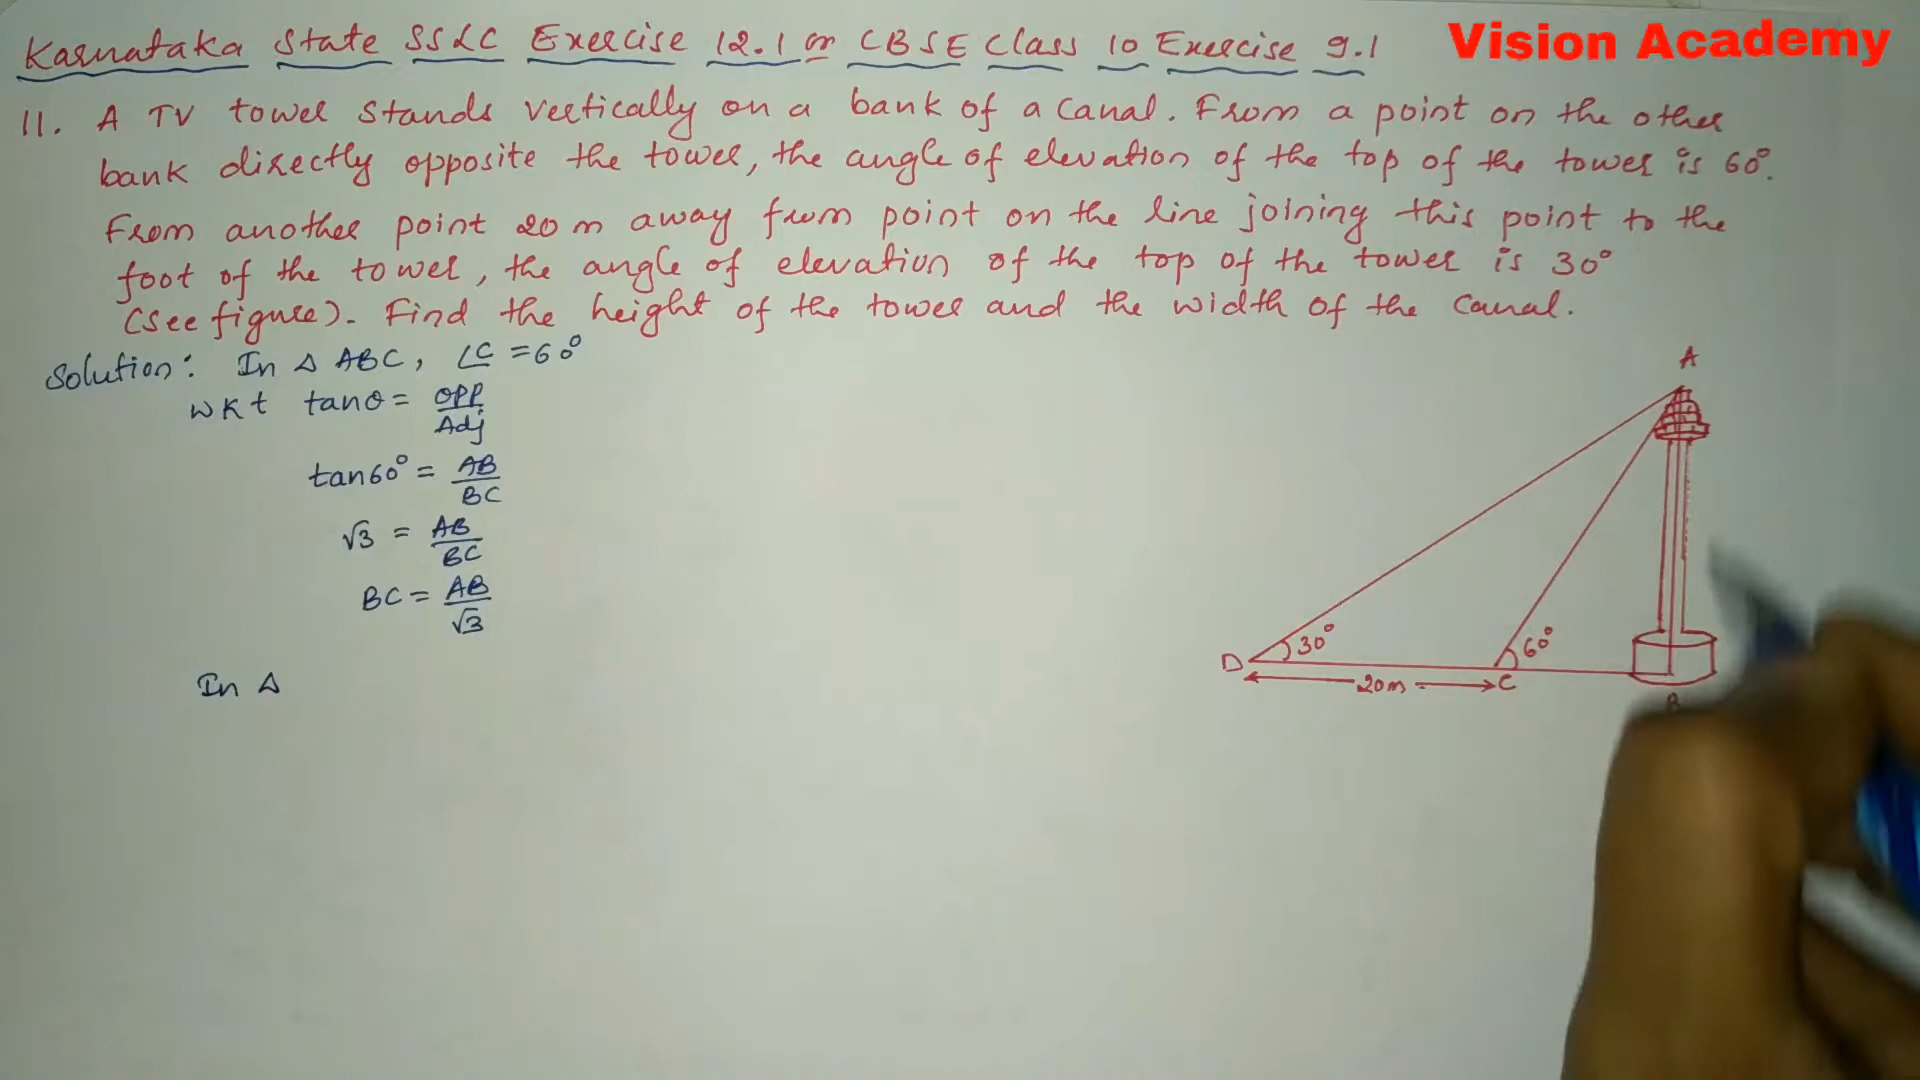 Karnataka State SSLC Exercise 12.1 or CBSE Class 10 Exercise 9.1
Vision Academy
11. A TV tower stands vertically on a bank of a canal. From a point on the other
bank directly opposite the tower, the angle of elevation of the top of the tower is 60°.
From another point 20 m away from point on the line joining this point to the
foot of the tower, the angle of elevation of the top of the tower is 30°
(see figure). Find the height of the tower and the width of the canal.
Solution: In △ ABC, ∠C = 60°
WKT tanθ = Opp/Adj
tan60° = AB/BC
√3 = AB/BC
BC = AB/√3
In △
A
30°
60°
D
20m
C
B